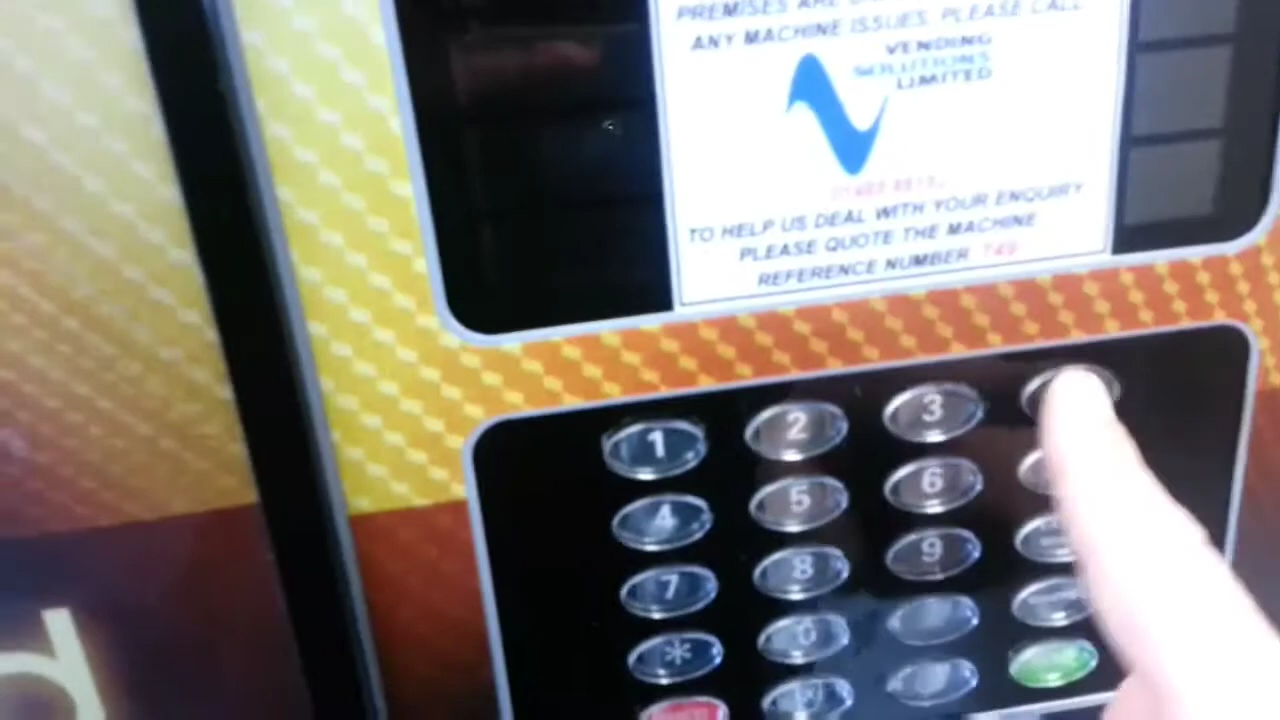 PREMISES ARE
ANY MACHINE ISSUES, PLEASE CALL
VENDING
SOLUTIONS
LIMITED
TO HELP US DEAL WITH YOUR ENQUIRY
PLEASE QUOTE THE MACHINE
REFERENCE NUMBER 749
1 2 3
4 5 6
7 8 9
* 0
d